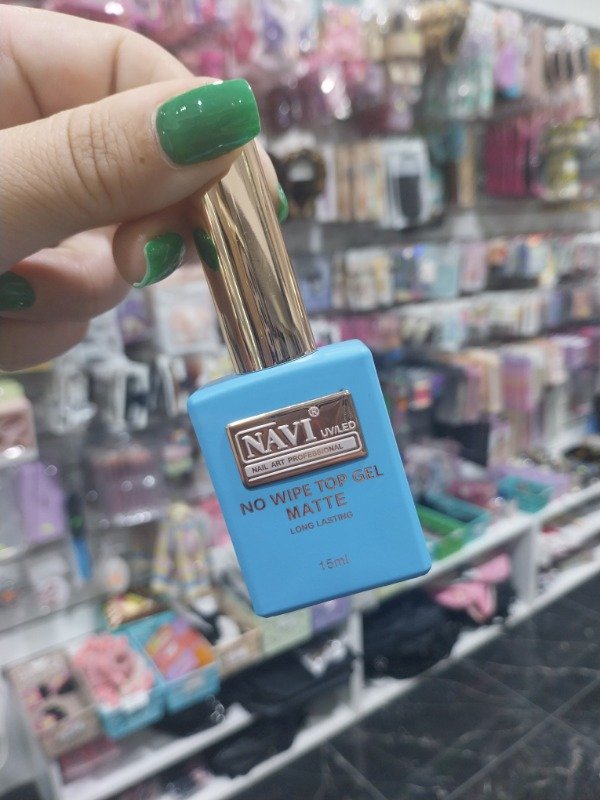 NAVI® UV/LED
NAIL ART PROFESSIONAL
NO WIPE TOP GEL
MATTE
LONG LASTING
15ml